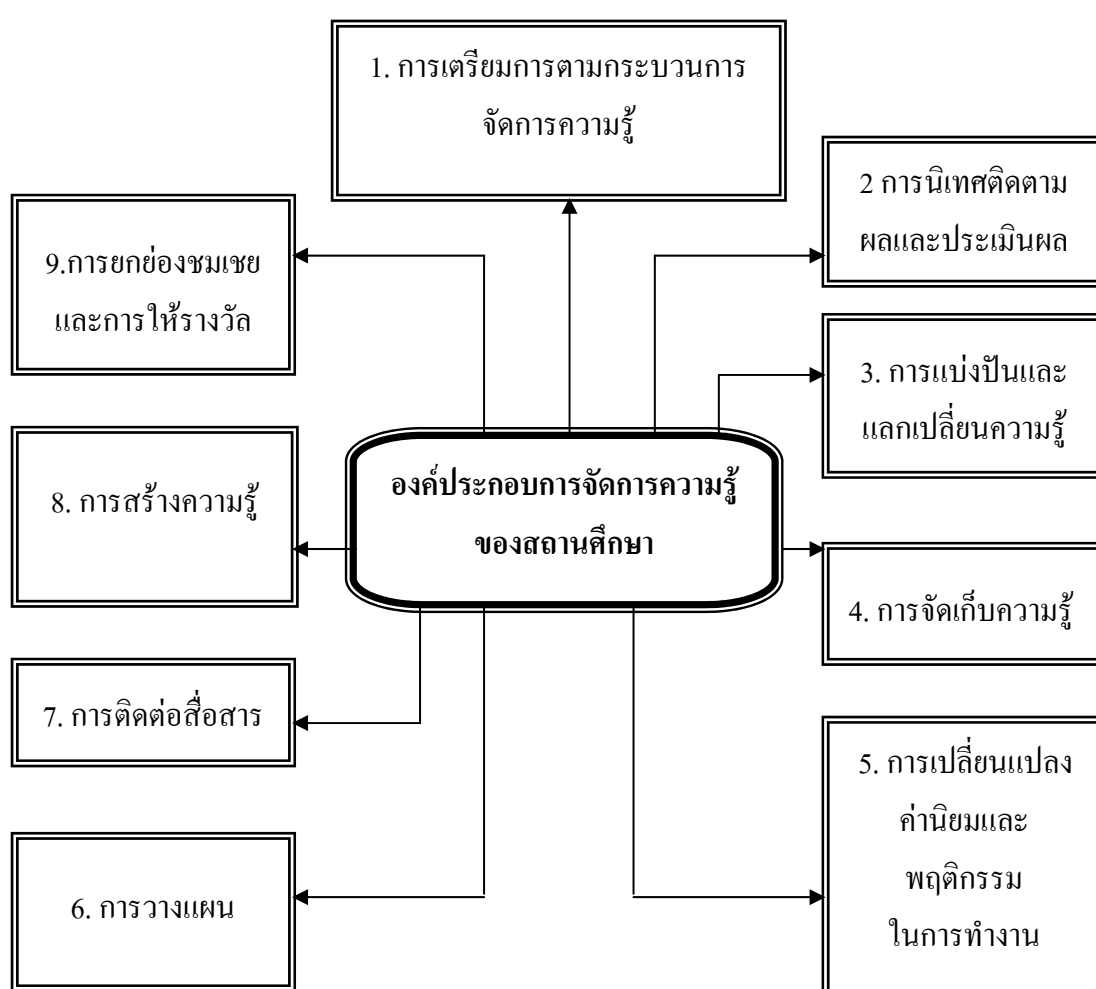 1. การเตรียมการตามกระบวนการ
จัดการความรู้
2 การนิเทศติดตาม
ผลและประเมินผล
3. การแบ่งปันและ
แลกเปลี่ยนความรู้
4. การจัดเก็บความรู้
5. การเปลี่ยนแปลง
ค่านิยมและ
พฤติกรรม
ในการทำงาน
6. การวางแผน
7. การติดต่อสื่อสาร
8. การสร้างความรู้
9.การยกย่องชมเชย
และการให้รางวัล
องค์ประกอบการจัดการความรู้
ของสถานศึกษา